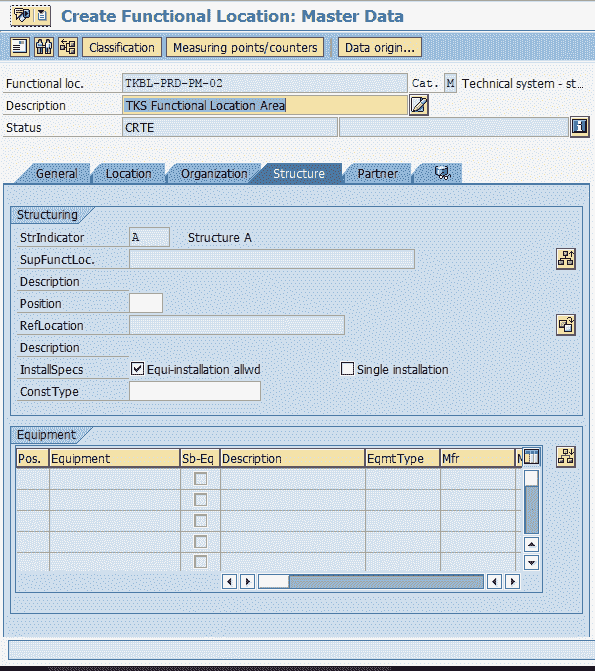 Create Functional Location: Master Data
Classification Measuring points/counters Data origin...
Functional loc. TKBL-PRD-PM-02 Cat. M Technical system - st...
Description TKS Functional Location Area
Status CRTE
General Location Organization Structure Partner
Structuring
StrIndicator A Structure A
SupFunctLoc.
Description
Position
RefLocation
Description
InstallSpecs Equi-installation allwd Single installation
ConstType
Equipment
Pos. Equipment Sb-Eq Description EqmtType Mfr